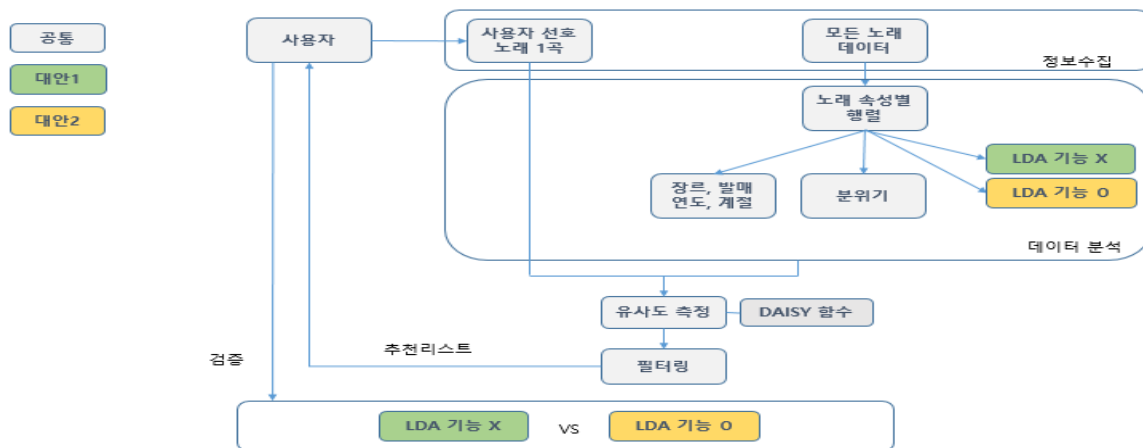 공통
대안1
대안2
사용자
사용자 선호
노래 1곡
모든 노래
데이터
정보수집
노래 속성별
행렬
장르, 발매
연도, 계절
분위기
LDA 기능 X
LDA 기능 O
데이터 분석
유사도 측정
DAISY 함수
필터링
추천리스트
검증
LDA 기능 X VS LDA 기능 O